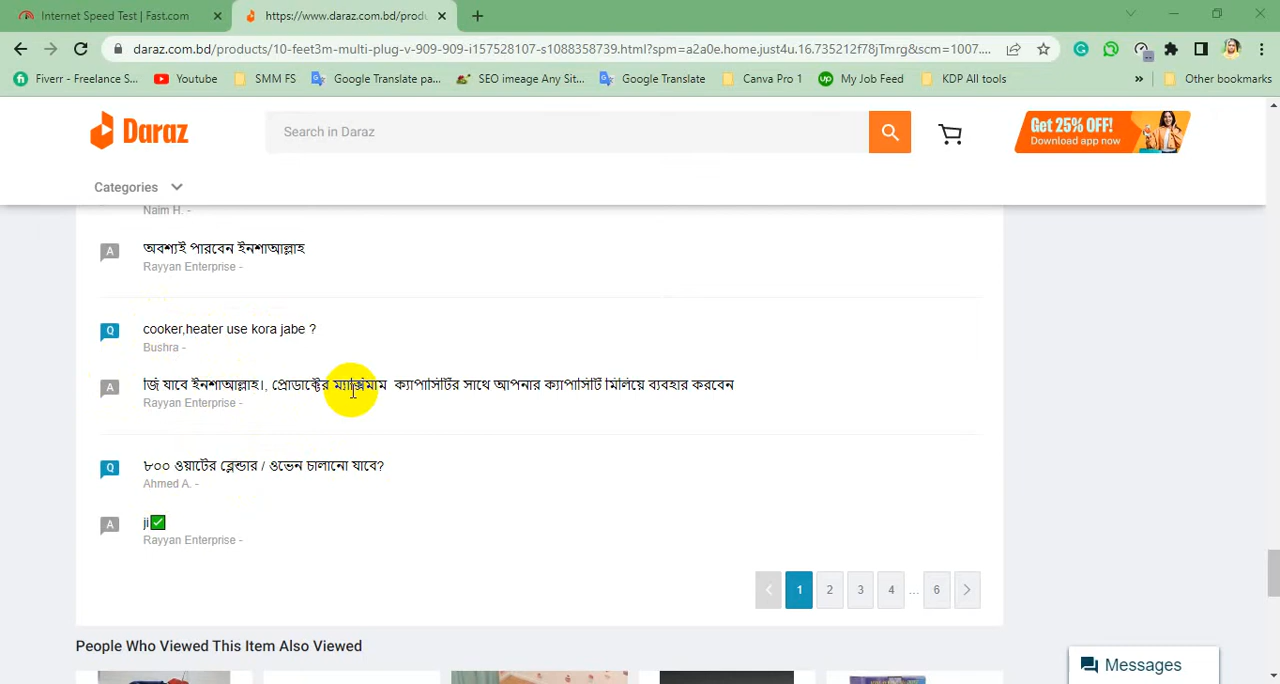 Internet Speed Test | Fast.com
https://www.daraz.com.bd/produ
daraz.com.bd/products/10-feet3m-multi-plug-v-909-909-i157528107-s1088358739.html?spm=a2a0e.home.just4u.16.735212f78jTmrg&scm=1007....
Fiverr - Freelance S... Youtube SMM FS Google Translate pa... SEO imeage Any Sit... Google Translate Canva Pro 1 My Job Feed KDP All tools » Other bookmarks
Daraz
Search in Daraz
Get 25% OFF!
Download app now
Categories
Naim H. -
A অবশ্যই পারবেন ইনশাআল্লাহ
Rayyan Enterprise -
Q cooker,heater use kora jabe ?
Bushra -
A জি যাবে ইনশাআল্লাহ।, প্রোডাক্টের ম্যাক্সিমাম ক্যাপাসিটির সাথে আপনার ক্যাপাসিটি মিলিয়ে ব্যবহার করবেন
Rayyan Enterprise -
Q ৮০০ ওয়াটের ব্লেন্ডার / ওভেন চালানো যাবে?
Ahmed A. -
A ji✅
Rayyan Enterprise -
1 2 3 4 ... 6
People Who Viewed This Item Also Viewed
Messages